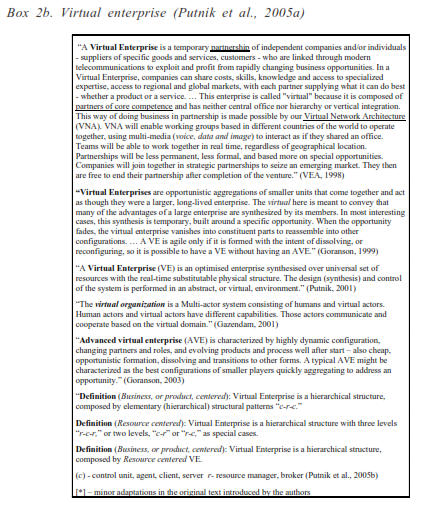 Box 2b. Virtual enterprise (Putnik et al., 2005a)
"A Virtual Enterprise is a temporary partnership of independent companies and/or individuals
- suppliers of specific goods and services, customers - who are linked through modern
telecommunications to exploit and profit from rapidly changing business opportunities. In a
Virtual Enterprise, companies can share costs, skills, knowledge and access to specialized
expertise, access to regional and global markets, with each partner supplying what it can do best
- whether a product or a service. … This enterprise is called "virtual" because it is composed of
partners of core competence and has neither central office nor hierarchy or vertical integration.
This way of doing business in partnership is made possible by our Virtual Network Architecture
(VNA). VNA will enable working groups based in different countries of the world to operate
together, using multi-media (voice, data and image) to interact as if they shared an office.
Teams will be able to work together in real time, regardless of geographical location.
Partnerships will be less permanent, less formal, and based more on special opportunities.
Companies will join together in strategic partnerships to seize an emerging market. They then
are free to end their partnership after completion of the venture." (VEA, 1998)
"Virtual Enterprises are opportunistic aggregations of smaller units that come together and act
as though they were a larger, long-lived enterprise. The virtual here is meant to convey that
many of the advantages of a large enterprise are synthesized by its members. In most interesting
cases, this synthesis is temporary, built around a specific opportunity. When the opportunity
fades, the virtual enterprise vanishes into constituent parts to reassemble into other
configurations. … A VE is agile only if it is formed with the intent of dissolving, or
reconfiguring, so it is possible to have a VE without having an AVE." (Goranson, 1999)
"A Virtual Enterprise (VE) is an optimised enterprise synthesised over universal set of
resources with the real-time substitutable physical structure. The design (synthesis) and control
of the system is performed in an abstract, or virtual, environment." (Putnik, 2001)
"The virtual organization is a Multi-actor system consisting of humans and virtual actors.
Human actors and virtual actors have different capabilities. Those actors communicate and
cooperate based on the virtual domain." (Gazendam, 2001)
"Advanced virtual enterprise (AVE) is characterized by highly dynamic configuration,
changing partners and roles, and evolving products and process well after start – also cheap,
opportunistic formation, dissolving and transitions to other forms. A typical AVE might be
characterized as the best configurations of smaller players quickly aggregating to address an
opportunity." (Goranson, 2003)
"Definition (Business, or product, centered): Virtual Enterprise is a hierarchical structure,
composed by elementary (hierarchical) structural patterns "c-r-c."
Definition (Resource centered): Virtual Enterprise is a hierarchical structure with three levels
"r-c-r," or two levels, "c-r" or "r-c," as special cases.
Definition (Business, or product, centered): Virtual Enterprise is a hierarchical structure,
composed by Resource centered VE.
(c) - control unit, agent, client, server r- resource manager, broker (Putnik et al., 2005b)
[*] – minor adaptations in the original text introduced by the authors